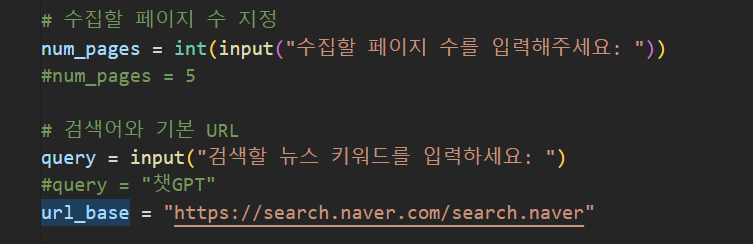 # 수집할 페이지 수 지정
num_pages = int(input("수집할 페이지 수를 입력해주세요: "))
#num_pages = 5
# 검색어와 기본 URL
query = input("검색할 뉴스 키워드를 입력하세요: ")
#query = "챗GPT"
url_base = "https://search.naver.com/search.naver"